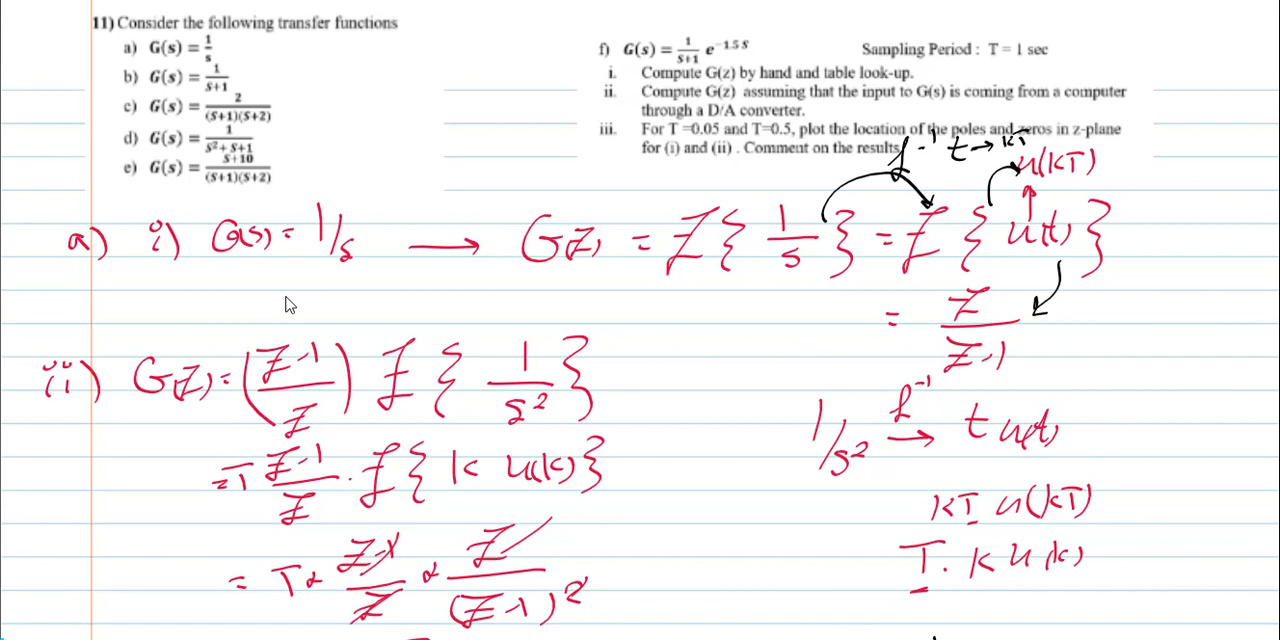 11) Consider the following transfer functions
a) G(s) = 1/s
b) G(s) = 1/(S+1)
c) G(s) = 2/((S+1)(S+2))
d) G(s) = 1/(S² + S+1)
e) G(s) = (S+10)/((S+1)(S+2))
f) G(s) = 1/(S+1) e^(-1.5 S) Sampling Period : T = 1 sec
i. Compute G(z) by hand and table look-up.
ii. Compute G(z) assuming that the input to G(s) is coming from a computer
through a D/A converter.
iii. For T =0.05 and T=0.5, plot the location of the poles and zeros in z-plane
for (i) and (ii) . Comment on the results.
ℒ⁻¹ t → kT
u(kT)
a) i) G(s) = 1/s → G(z) = Z{ 1/s } = Z{ u(t) }
= Z/(Z-1)
ii) G(z) = ((Z-1)/Z) Z{ 1/s² }
1/s² ℒ⁻¹ → t u(t)
= T (Z-1)/Z . Z{ k u(k) }
kT u(kT)
T . k u(k)
= T × (Z-1)/Z × Z/(Z-1)²